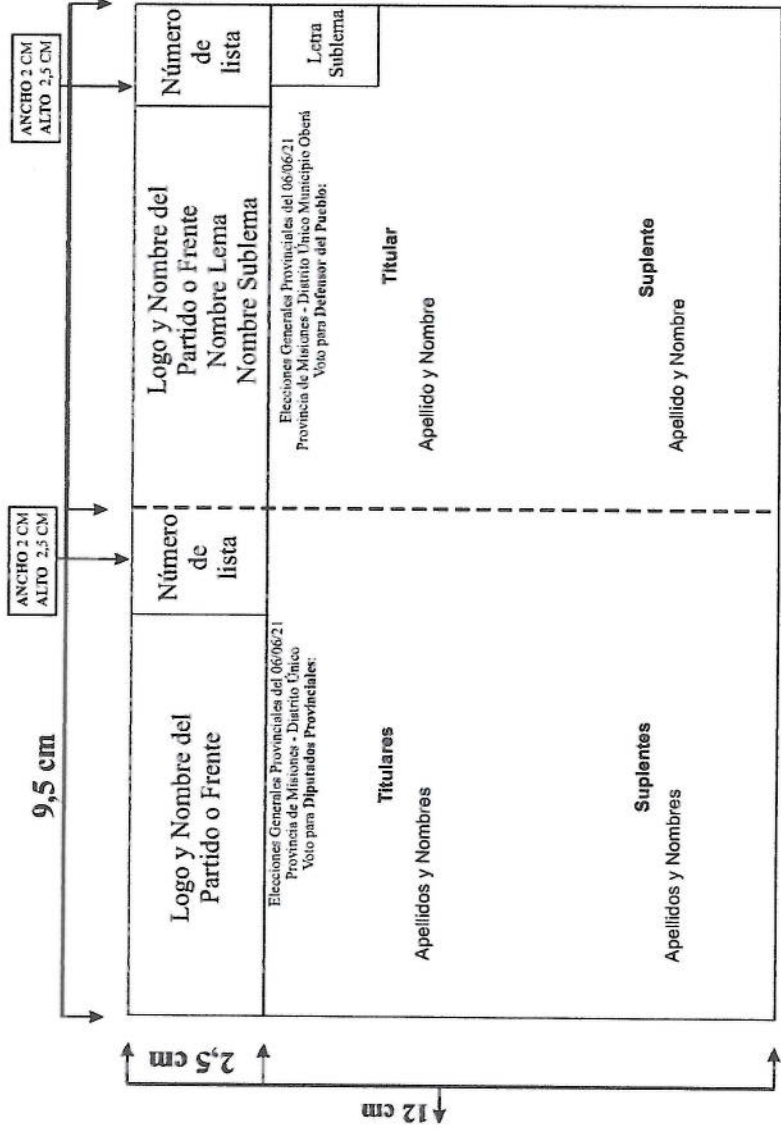 9,5 cm
ANCHO 2 CM
ALTO 2,5 CM
ANCHO 2 CM
ALTO 2,5 CM
12 cm
2,5 cm
Logo y Nombre del
Partido o Frente
Número
de
lista
Elecciones Generales Provinciales del 06/06/21
Provincia de Misiones - Distrito Único
Voto para Diputados Provinciales:
Titulares
Apellidos y Nombres
Suplentes
Apellidos y Nombres
Logo y Nombre del
Partido o Frente
Nombre Lema
Nombre Sublema
Número
de
lista
Letra
Sublema
Elecciones Generales Provinciales del 06/06/21
Provincia de Misiones - Distrito Único Municipio Oberá
Voto para Defensor del Pueblo:
Titular
Apellido y Nombre
Suplente
Apellido y Nombre